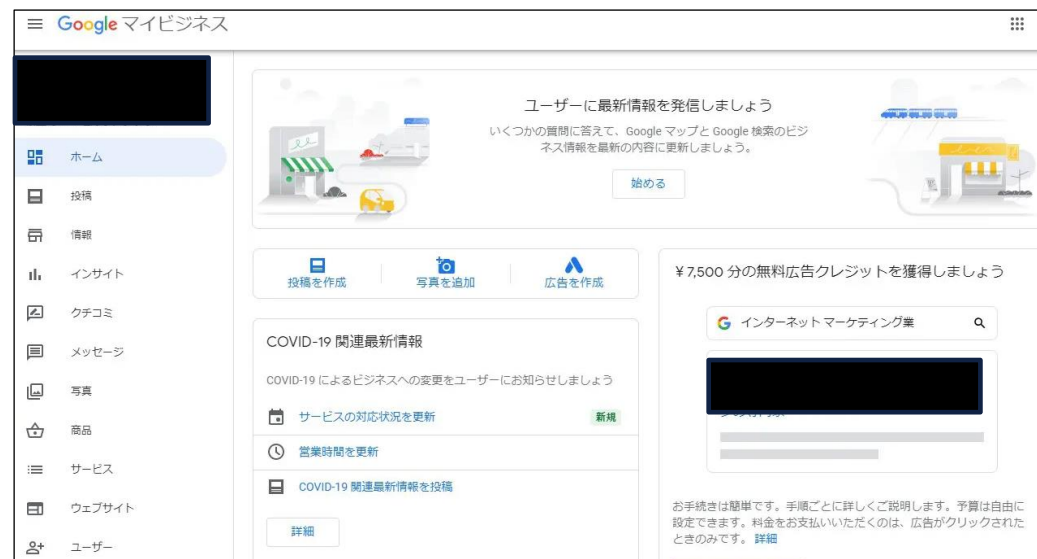 Google マイビジネス
ホーム
投稿
情報
インサイト
クチコミ
メッセージ
写真
商品
サービス
ウェブサイト
ユーザー
ユーザーに最新情報を発信しましょう
いくつかの質問に答えて、Google マップと Google 検索のビジ
ネス情報を最新の内容に更新しましょう。
始める
投稿を作成
写真を追加
広告を作成
COVID-19 関連最新情報
COVID-19 によるビジネスへの変更をユーザーにお知らせしましょう
サービスの対応状況を更新 新規
営業時間を更新
COVID-19 関連最新情報を投稿
詳細
¥7,500 分の無料広告クレジットを獲得しましょう
G インターネット マーケティング業
お手続きは簡単です。手順ごとに詳しくご説明します。予算は自由に
設定できます。料金をお支払いいただくのは、広告がクリックされた
ときのみです。 詳細